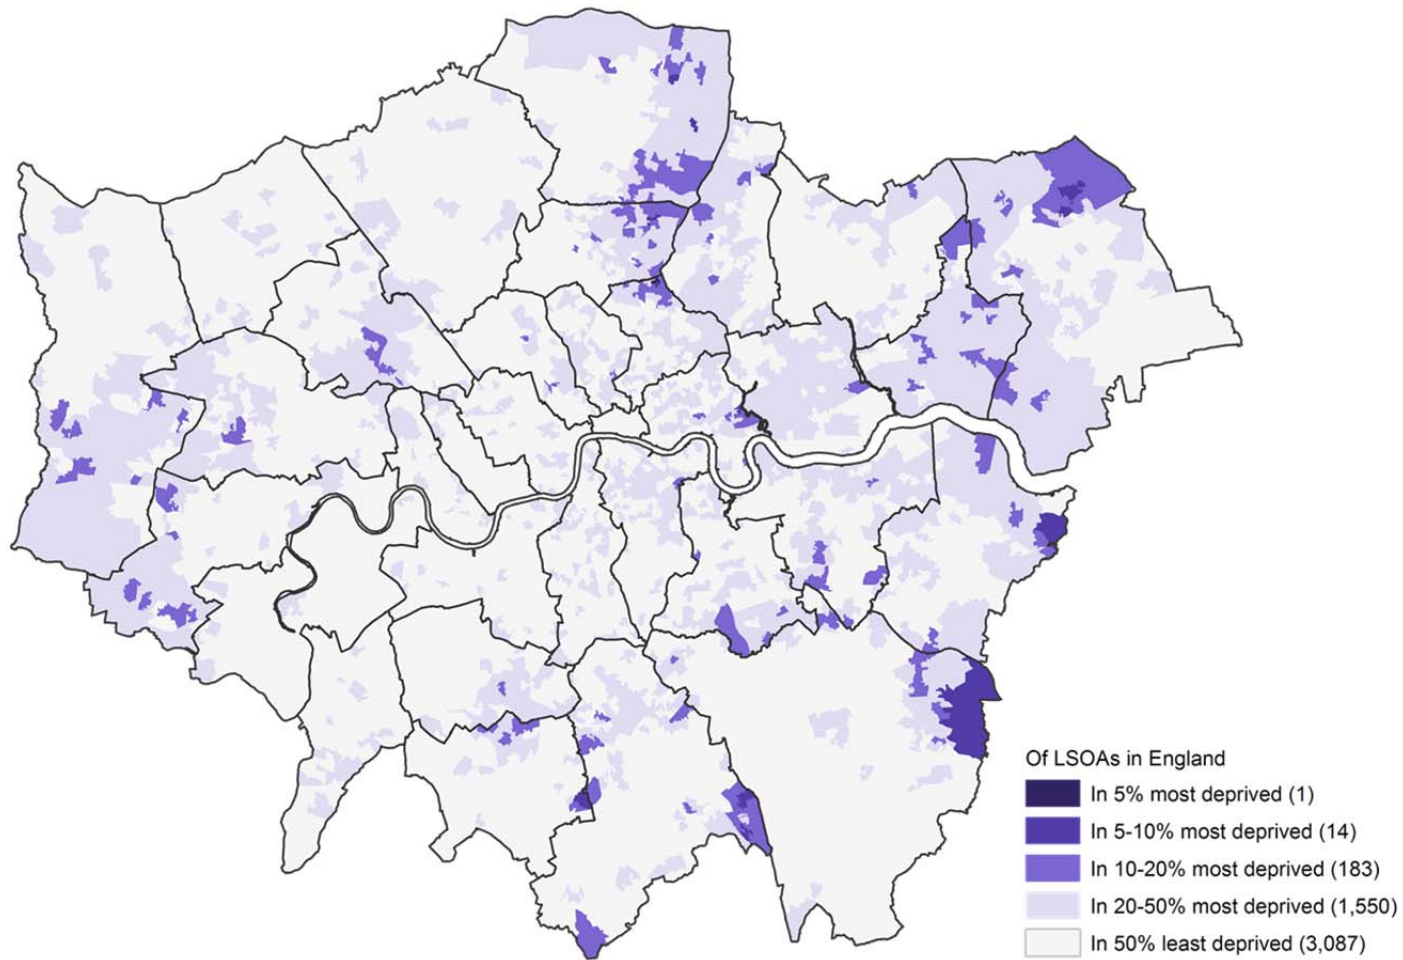 Of LSOAs in England
In 5% most deprived (1)
In 5-10% most deprived (14)
In 10-20% most deprived (183)
In 20-50% most deprived (1,550)
In 50% least deprived (3,087)